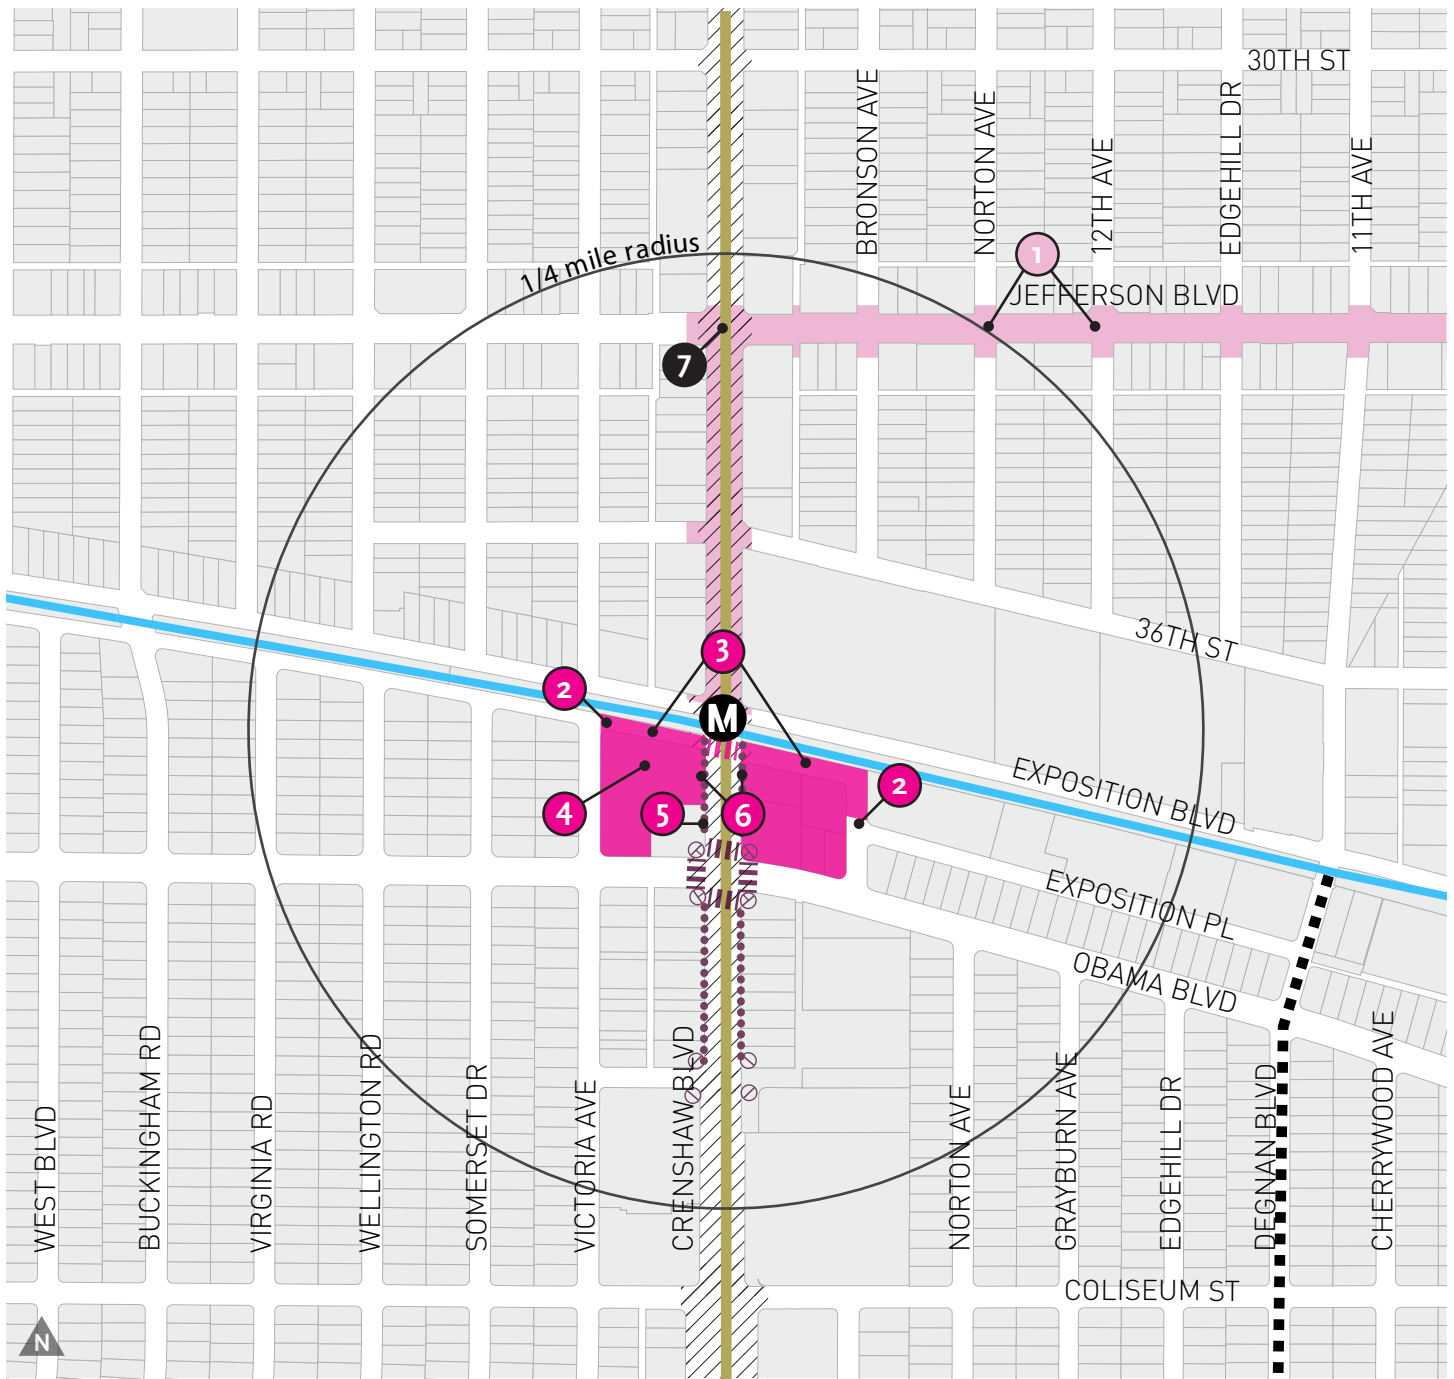 30TH ST
BRONSON AVE
NORTON AVE
12TH AVE
EDGEHILL DR
11TH AVE
1/4 mile radius
1
JEFFERSON BLVD
7
36TH ST
3
2
M
EXPOSITION BLVD
2
4
5
6
EXPOSITION PL
OBAMA BLVD
WEST BLVD
BUCKINGHAM RD
VIRGINIA RD
WELLINGTON RD
SOMERSET DR
VICTORIA AVE
CRENSHAW BLVD
NORTON AVE
GRAYBURN AVE
EDGEHILL DR
DEGNAN BLVD
CHERRYWOOD AVE
COLISEUM ST
N